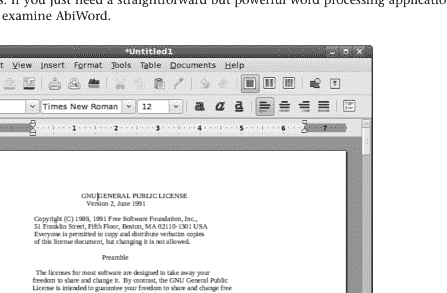 s. If you just need a straightforward but powerful word processing applicatio
examine AbiWord.
*Untitled1
t View Insert Format Tools Table Documents Help
Times New Roman 12 a a a
1 2 3 4 5 6 7
GNU GENERAL PUBLIC LICENSE
Version 2, June 1991
Copyright (C) 1989, 1991 Free Software Foundation, Inc.,
51 Franklin Street, Fifth Floor, Boston, MA 02110-1301 USA
Everyone is permitted to copy and distribute verbatim copies
of this license document, but changing it is not allowed.
Preamble
The licenses for most software are designed to take away your
freedom to share and change it. By contrast, the GNU General Public
License is intended to guarantee your freedom to share and change free